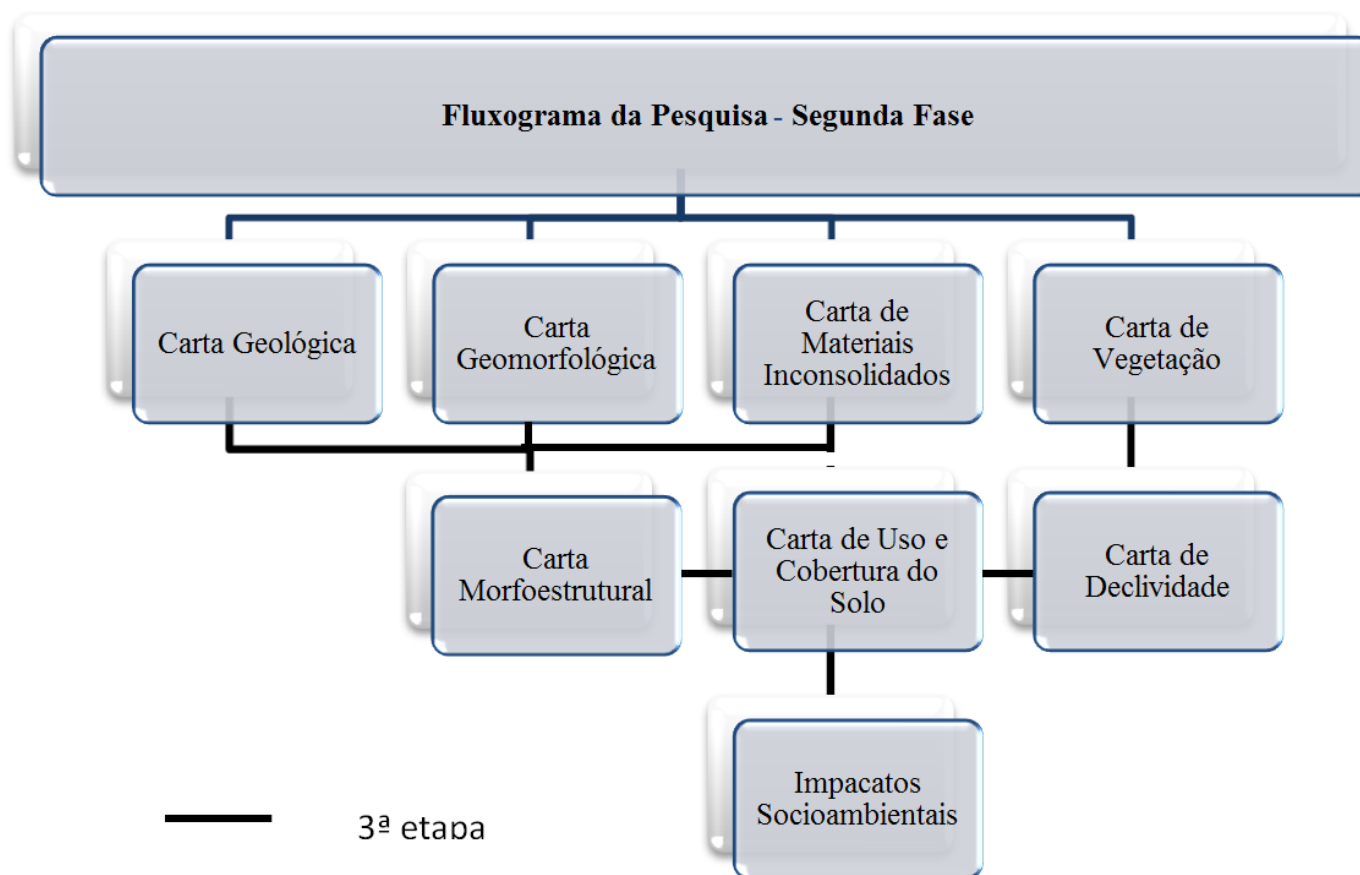 Fluxograma da Pesquisa - Segunda Fase
Carta Geológica
Carta
Geomorfológica
Carta de
Materiais
Inconsolidados
Carta de
Vegetação
Carta
Morfoestrutural
Carta de Uso e
Cobertura do
Solo
Carta de
Declividade
Impacatos
Socioambientais
3ª etapa